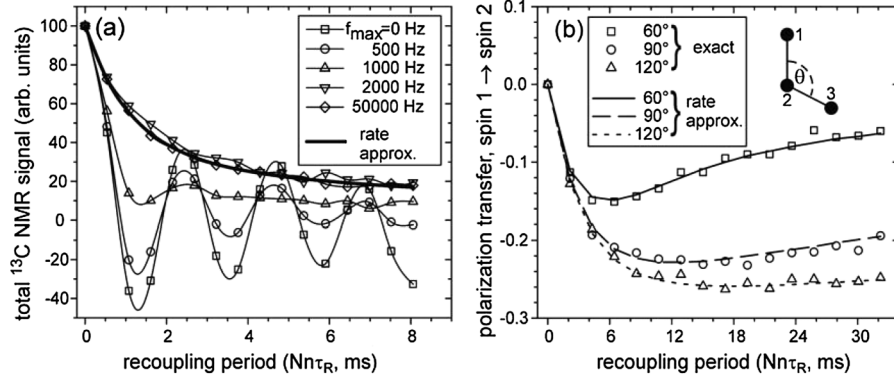 (a)
f_max=0 Hz
500 Hz
1000 Hz
2000 Hz
50000 Hz
rate
approx.
total ¹³C NMR signal (arb. units)
100
80
60
40
20
0
-20
-40
0
2
4
6
8
recoupling period (Nnτ_R, ms)
(b)
60°
90° } exact
120°
60°
90° } rate
120° approx.
1
θ
2
3
polarization transfer, spin 1 → spin 2
0.1
0.0
-0.1
-0.2
-0.3
0
6
12
18
24
30
recoupling period (Nnτ_R, ms)